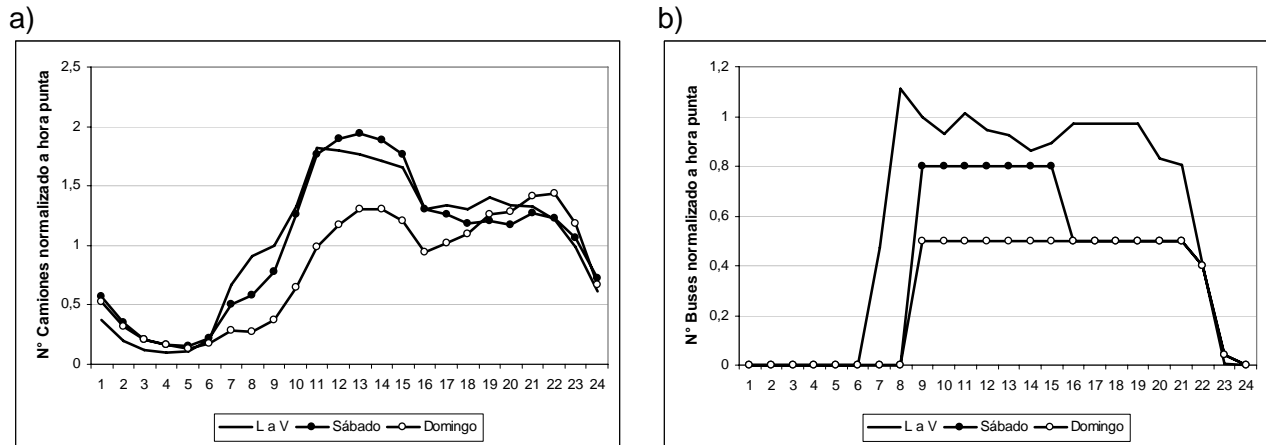 a)
N° Camiones normalizado a hora punta
2,5
2
1,5
1
0,5
0
1 2 3 4 5 6 7 8 9 10 11 12 13 14 15 16 17 18 19 20 21 22 23 24
L a V Sábado Domingo
b)
N° Buses normalizado a hora punta
1,2
1
0,8
0,6
0,4
0,2
0
1 2 3 4 5 6 7 8 9 10 11 12 13 14 15 16 17 18 19 20 21 22 23 24
L a V Sábado Domingo